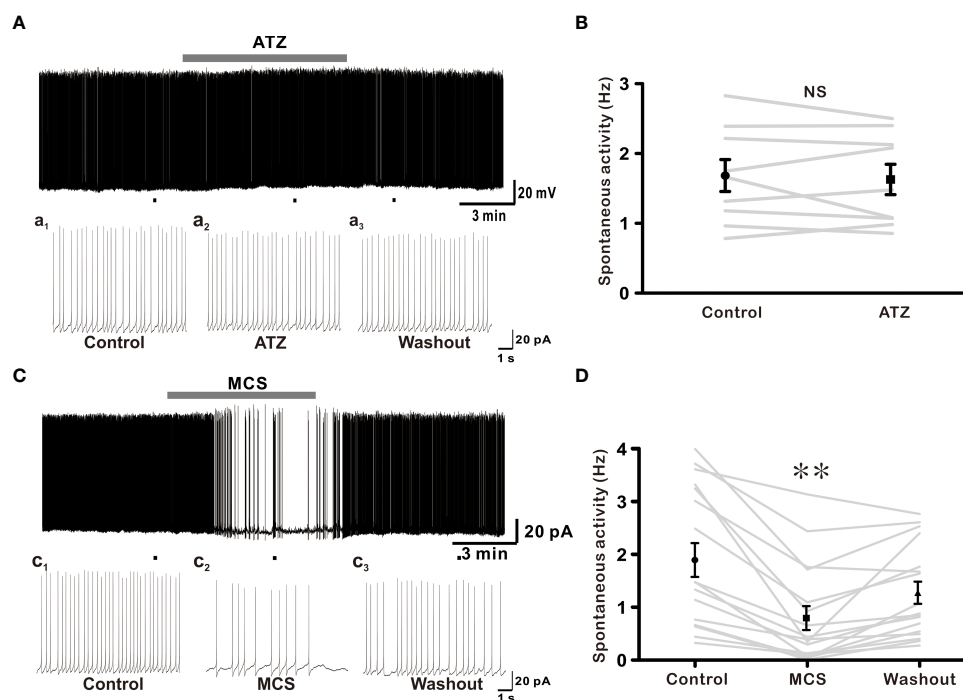 A
ATZ
20 mV
3 min
a1
a2
a3
Control
ATZ
Washout
20 pA
1 s
B
Spontaneous activity (Hz)
3
2
1
0
NS
Control
ATZ
C
MCS
20 pA
3 min
c1
c2
c3
Control
MCS
Washout
20 pA
1 s
D
Spontaneous activity (Hz)
4
3
2
1
0
**
Control
MCS
Washout